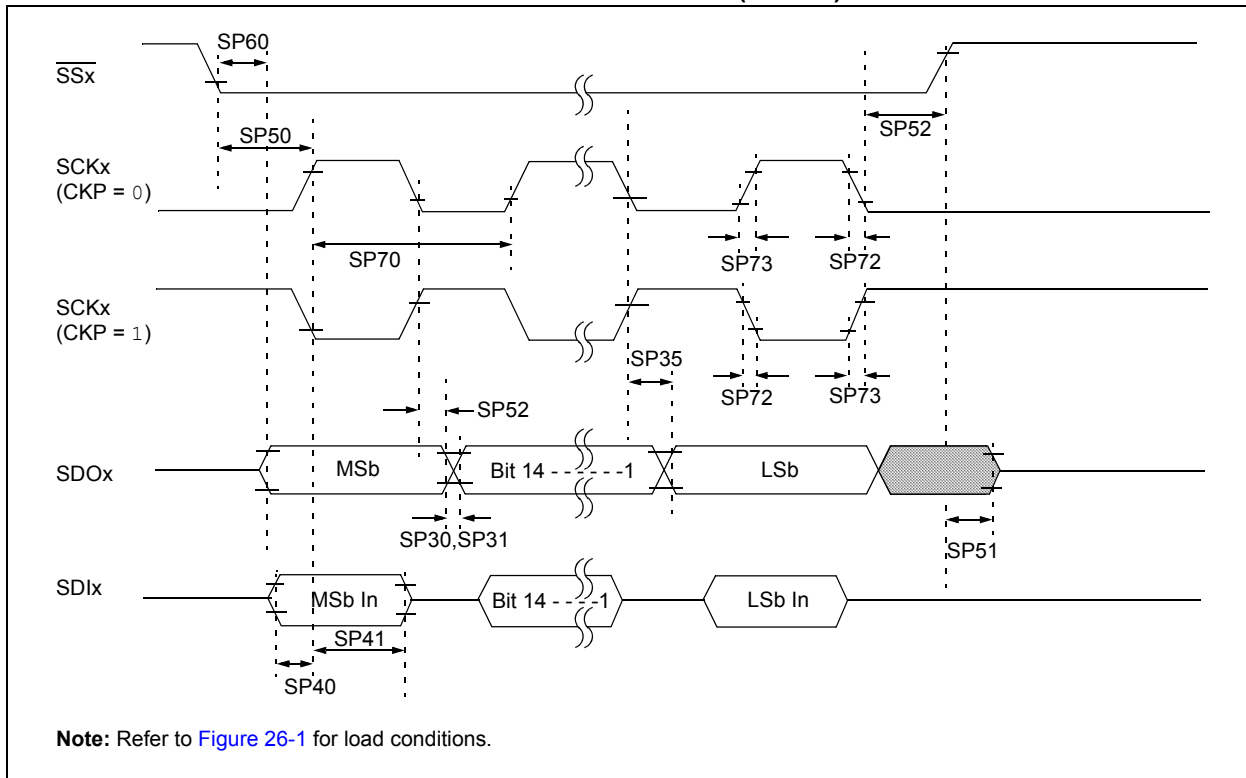 SP60
SSx
SP50
SP52
SCKx
(CKP = 0)
SP70
SP73
SP72
SCKx
(CKP = 1)
SP35
SP72
SP73
SP52
SDOx
MSb
Bit 14 - - - - - -1
LSb
SP30,SP31
SP51
SDIx
MSb In
Bit 14 - - - -1
LSb In
SP41
SP40
Note: Refer to Figure 26-1 for load conditions.